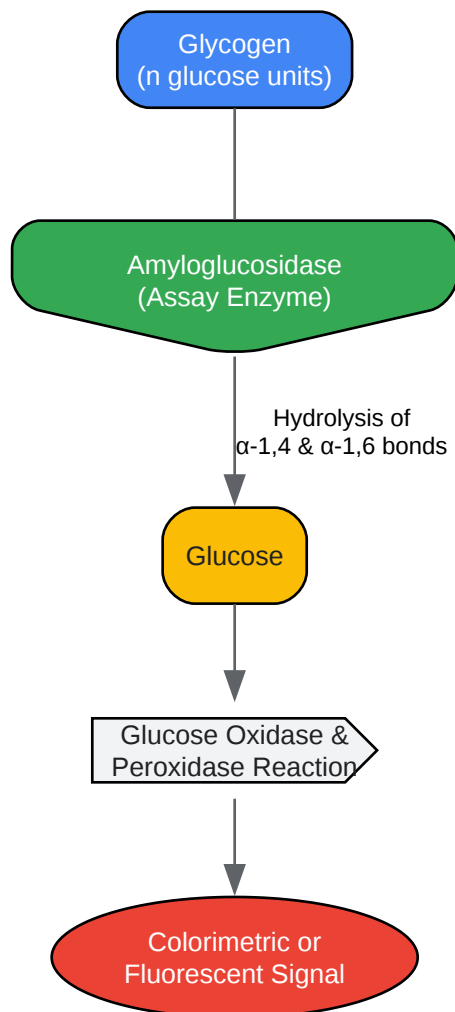 Glycogen
(n glucose units)
Amyloglucosidase
(Assay Enzyme)
Hydrolysis of
α-1,4 & α-1,6 bonds
Glucose
Glucose Oxidase &
Peroxidase Reaction
Colorimetric or
Fluorescent Signal